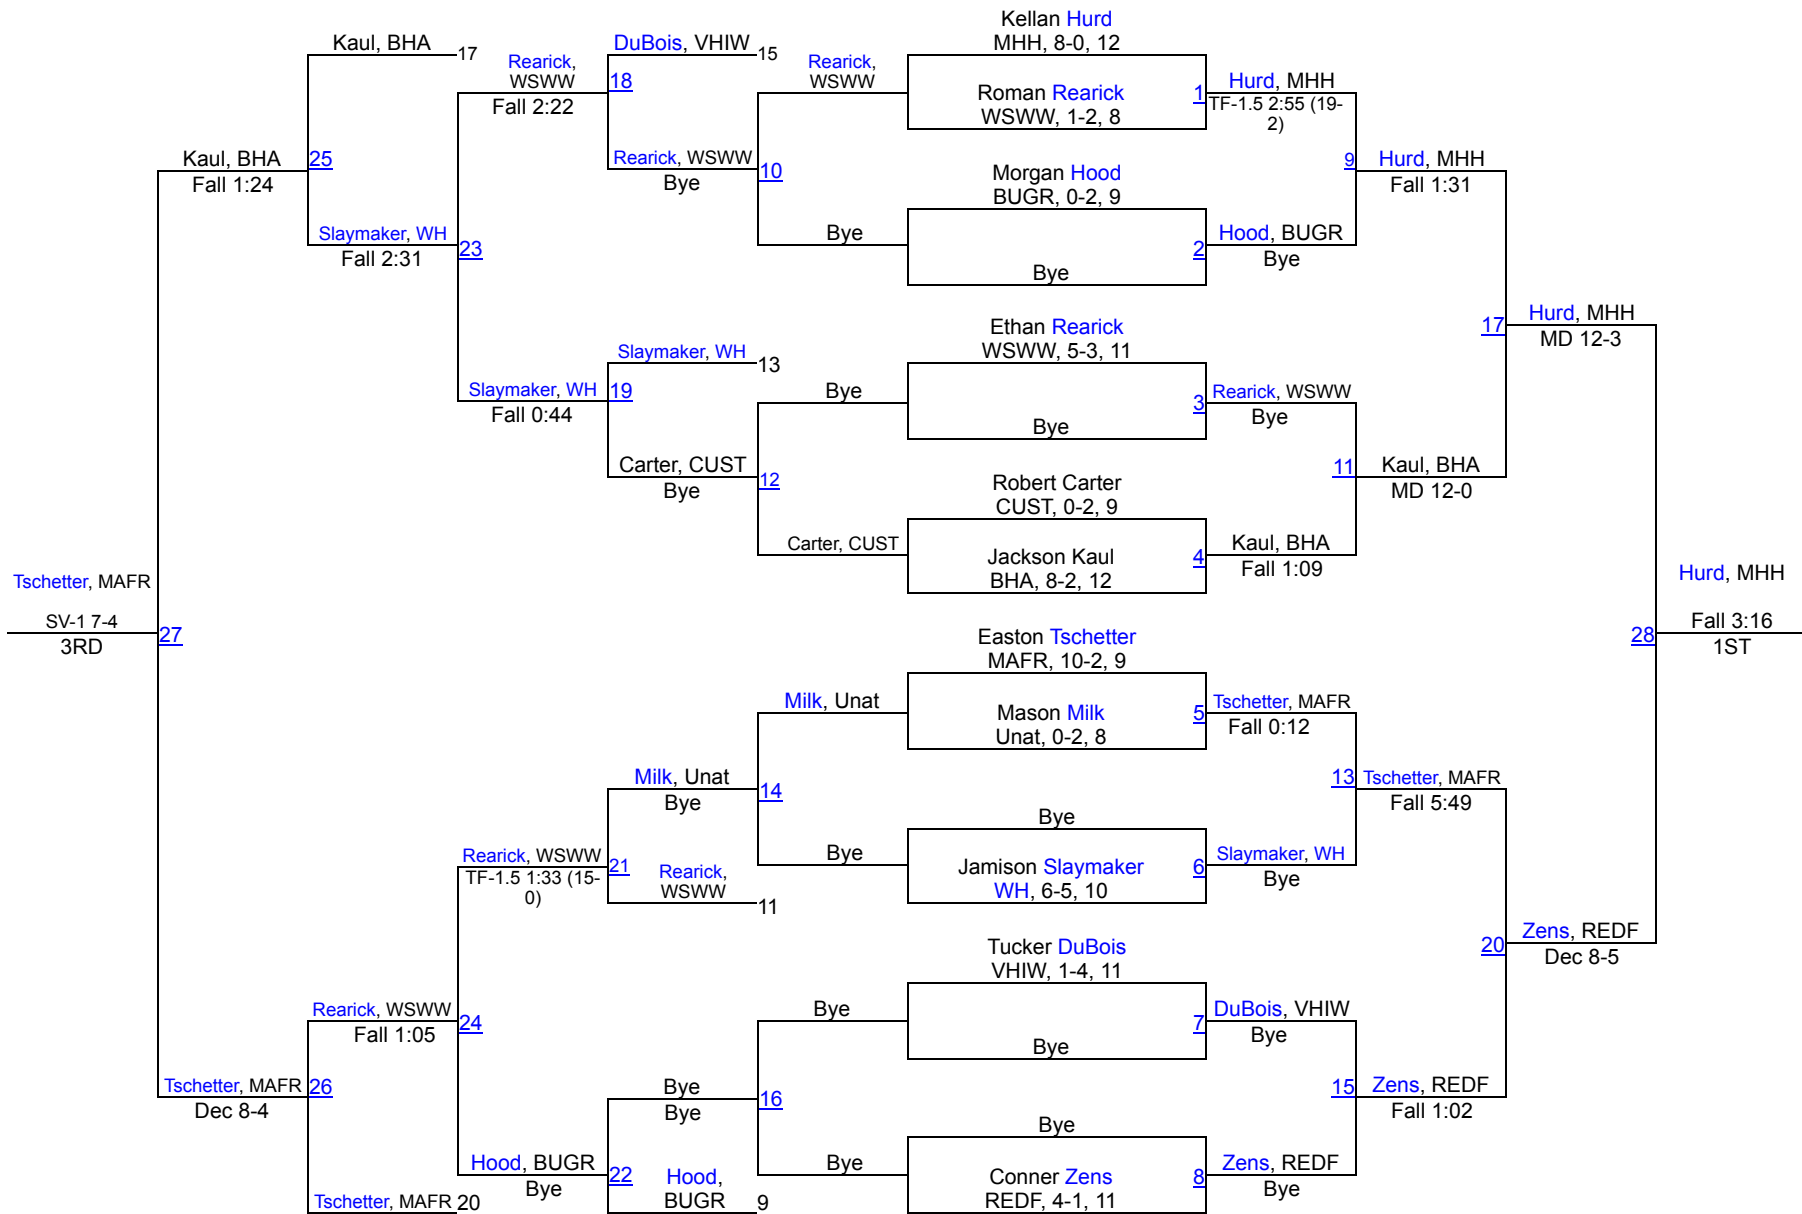 Kaul, BHA
17
25
Kaul, BHA
Fall 1:24
Slaymaker, WH
Fall 2:31
23
Rearick,
WSWW
Fall 2:22
18
DuBois, VHIW
15
Rearick, WSWW
Bye
10
Rearick,
WSWW
Bye
Slaymaker, WH
Fall 0:44
19
Slaymaker, WH
13
Carter, CUST
Bye
12
Bye
Carter, CUST
Tschetter, MAFR
SV-1 7-4
3RD
27
Milk, Unat
Bye
14
Milk, Unat
Bye
Rearick, WSWW
TF-1.5 1:33 (15-
0)
21
Rearick,
WSWW
11
Rearick, WSWW
Fall 1:05
24
Tschetter, MAFR
Dec 8-4
26
Tschetter, MAFR
20
Hood, BUGR
Bye
22
Bye
Bye
16
Bye
Bye
Hood,
BUGR
9
Kellan Hurd
MHH, 8-0, 12
Roman Rearick
WSWW, 1-2, 8
1
Hurd, MHH
TF-1.5 2:55 (19-
2)
Morgan Hood
BUGR, 0-2, 9
Bye
2
Hood, BUGR
Bye
9
Hurd, MHH
Fall 1:31
Ethan Rearick
WSWW, 5-3, 11
Bye
3
Rearick, WSWW
Bye
Robert Carter
CUST, 0-2, 9
Jackson Kaul
BHA, 8-2, 12
4
Kaul, BHA
Fall 1:09
11
Kaul, BHA
MD 12-0
17
Hurd, MHH
MD 12-3
Easton Tschetter
MAFR, 10-2, 9
Mason Milk
Unat, 0-2, 8
5
Tschetter, MAFR
Fall 0:12
Bye
Jamison Slaymaker
WH, 6-5, 10
6
Slaymaker, WH
Bye
13
Tschetter, MAFR
Fall 5:49
Tucker DuBois
VHIW, 1-4, 11
Bye
7
DuBois, VHIW
Bye
Bye
Conner Zens
REDF, 4-1, 11
8
Zens, REDF
Bye
15
Zens, REDF
Fall 1:02
20
Zens, REDF
Dec 8-5
28
Hurd, MHH
Fall 3:16
1ST